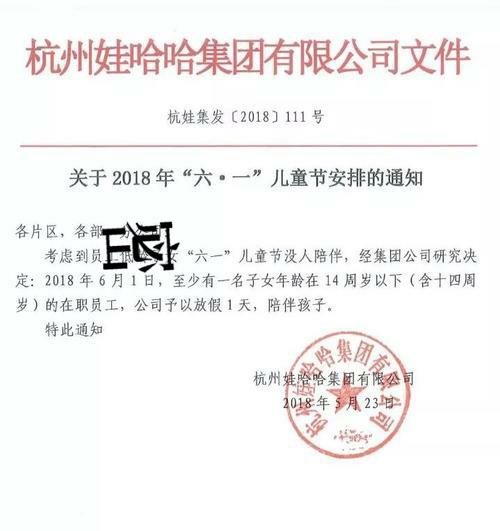 杭州娃哈哈集团有限公司文件
杭娃集发〔2018〕111号
关于2018年“六·一”儿童节安排的通知
各片区，各部
考虑到员工低 女“六一”儿童节没人陪伴，经集团公司研究决
定：2018年6月1日，至少有一名子女年龄在14周岁以下（含十四周
岁）的在职员工，公司予以放假1天，陪伴孩子。
特此通知
杭州娃哈哈集团有限公司
2018年5月23日
杭州娃哈哈集团有限公司